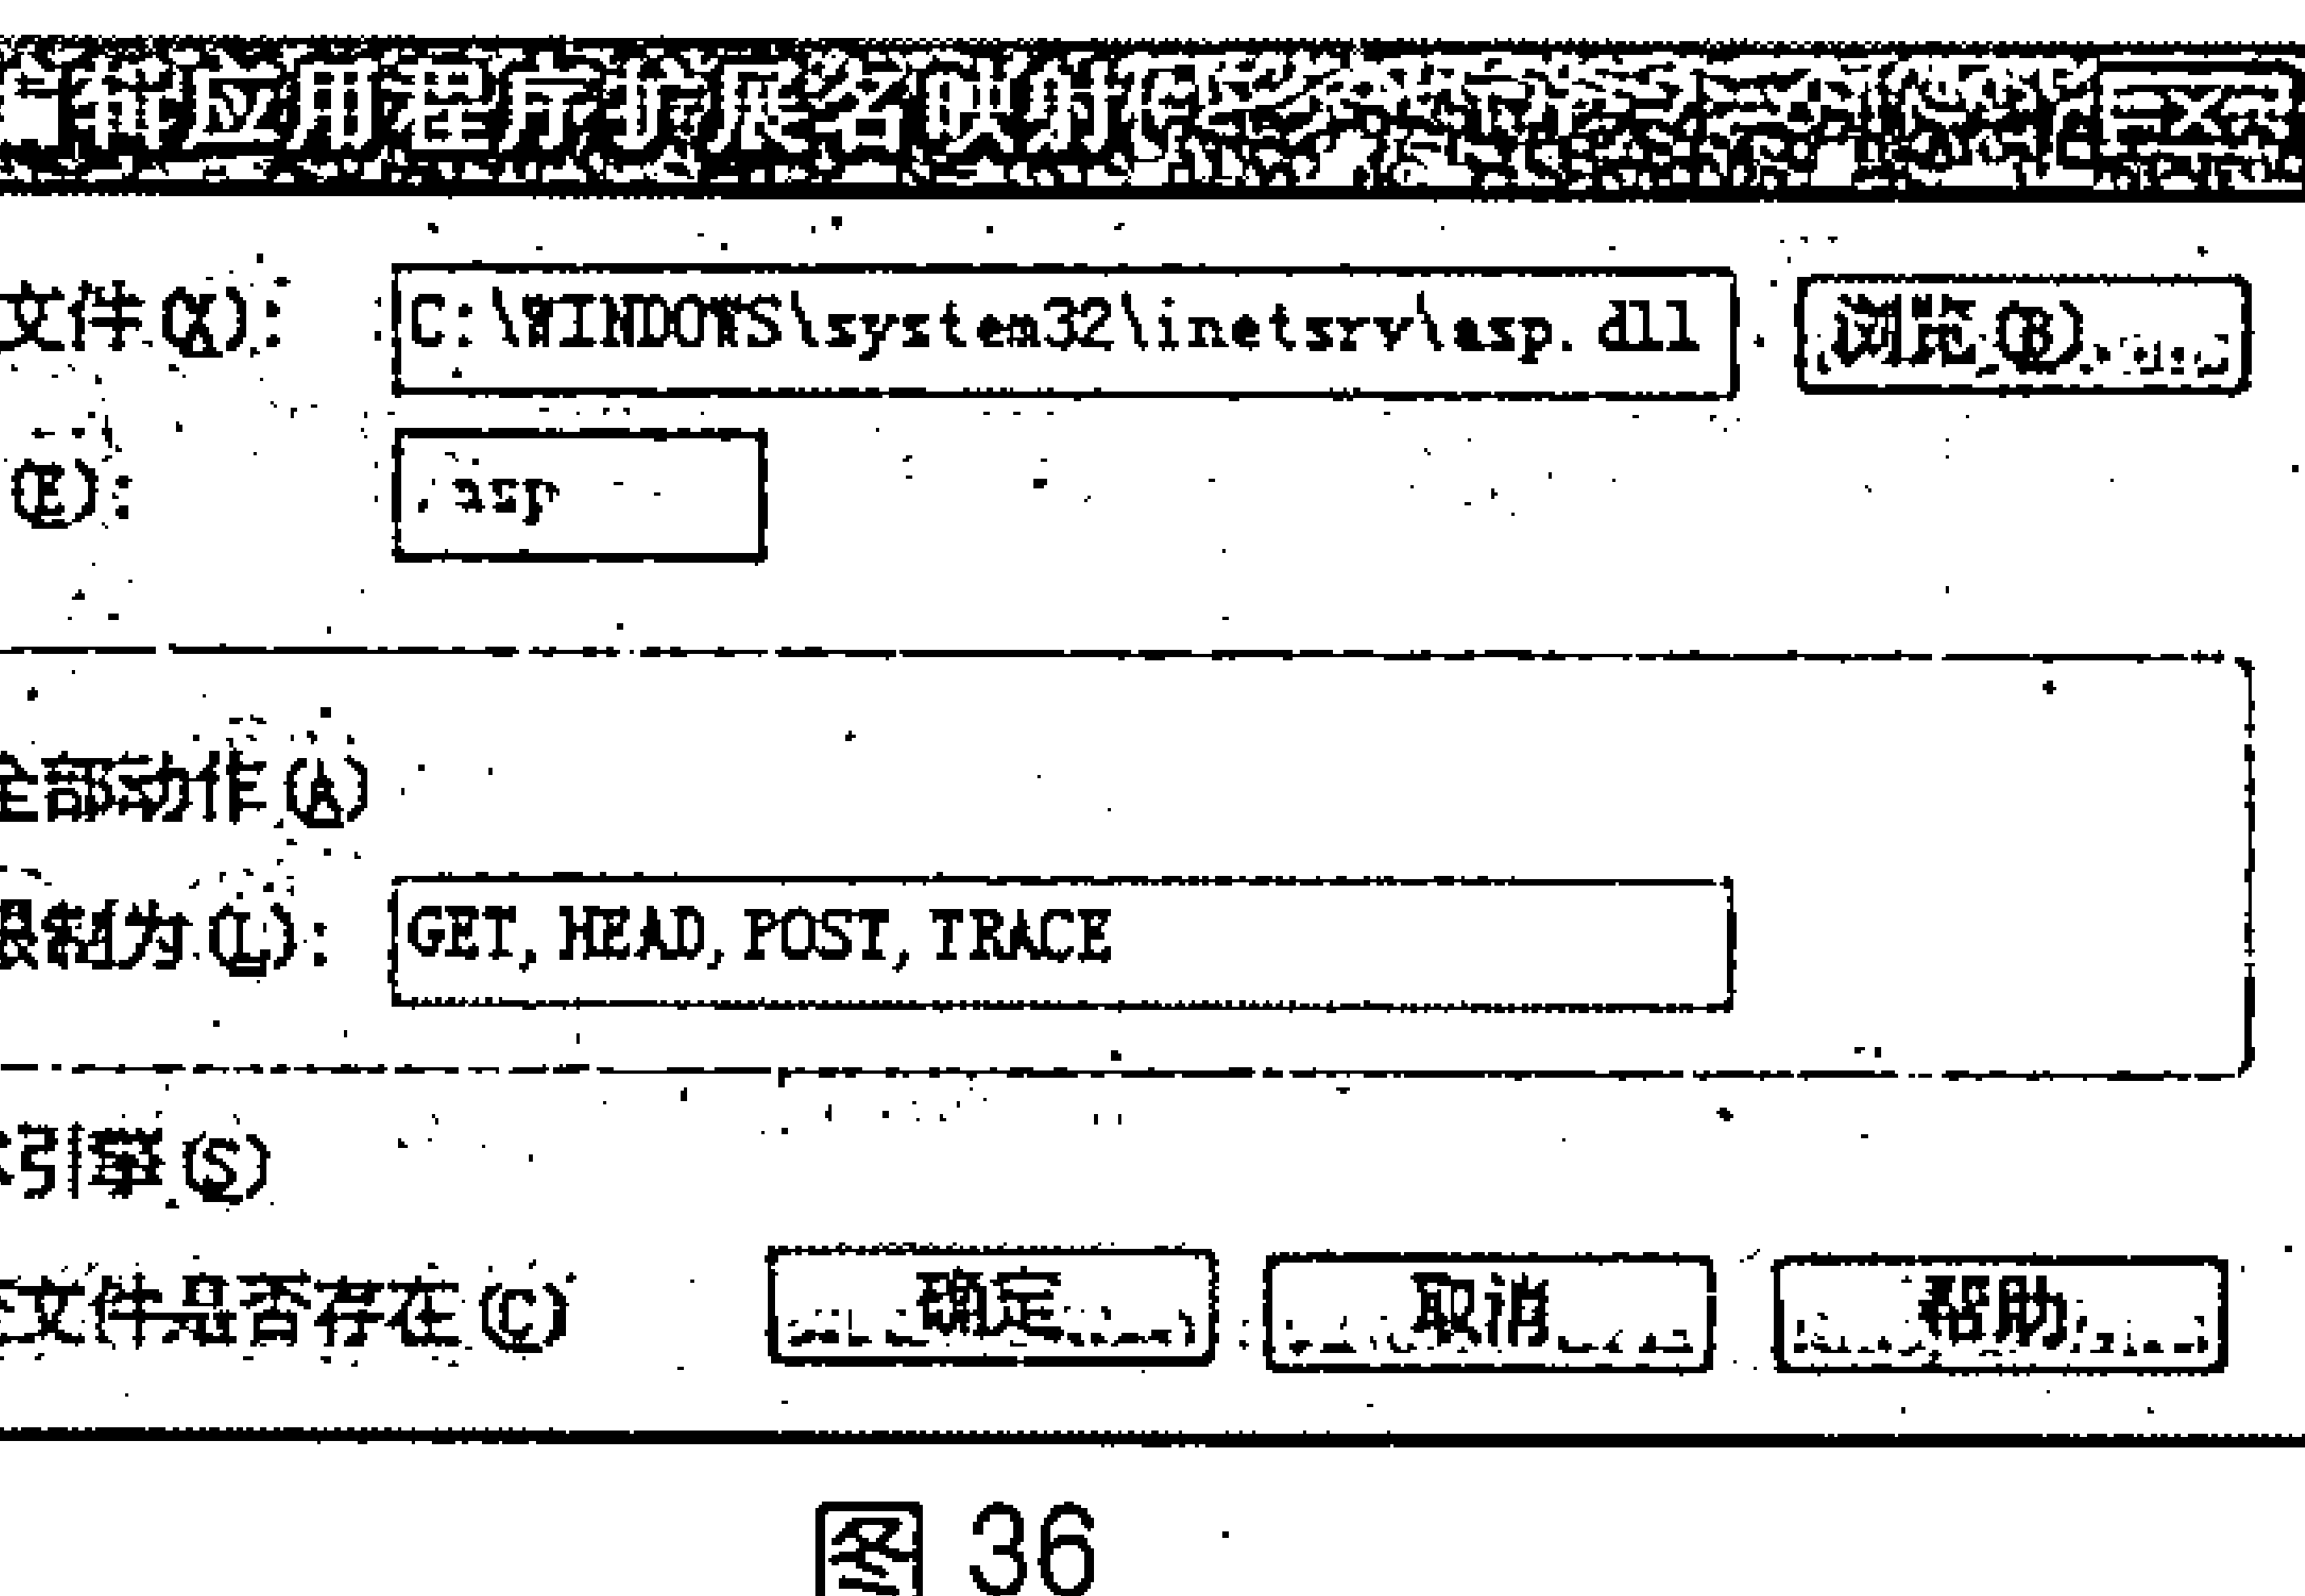 编辑应用程序扩展名映射
文件(X): C:\WINDOWS\system32\inetsrv\asp.dll 浏览(B)...
(E): .asp
全部动作(A)
限制为(L): GET,HEAD,POST,TRACE
引擎(S)
文件是否存在(C) 确定 取消 帮助
图 36